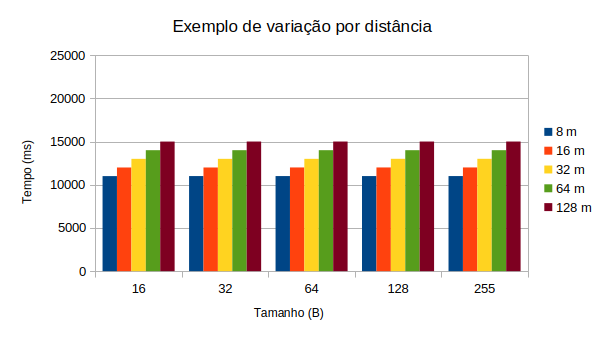 Exemplo de variação por distância
25000
20000
15000
10000
5000
0
Tempo (ms)
16 32 64 128 255
Tamanho (B)
8 m
16 m
32 m
64 m
128 m